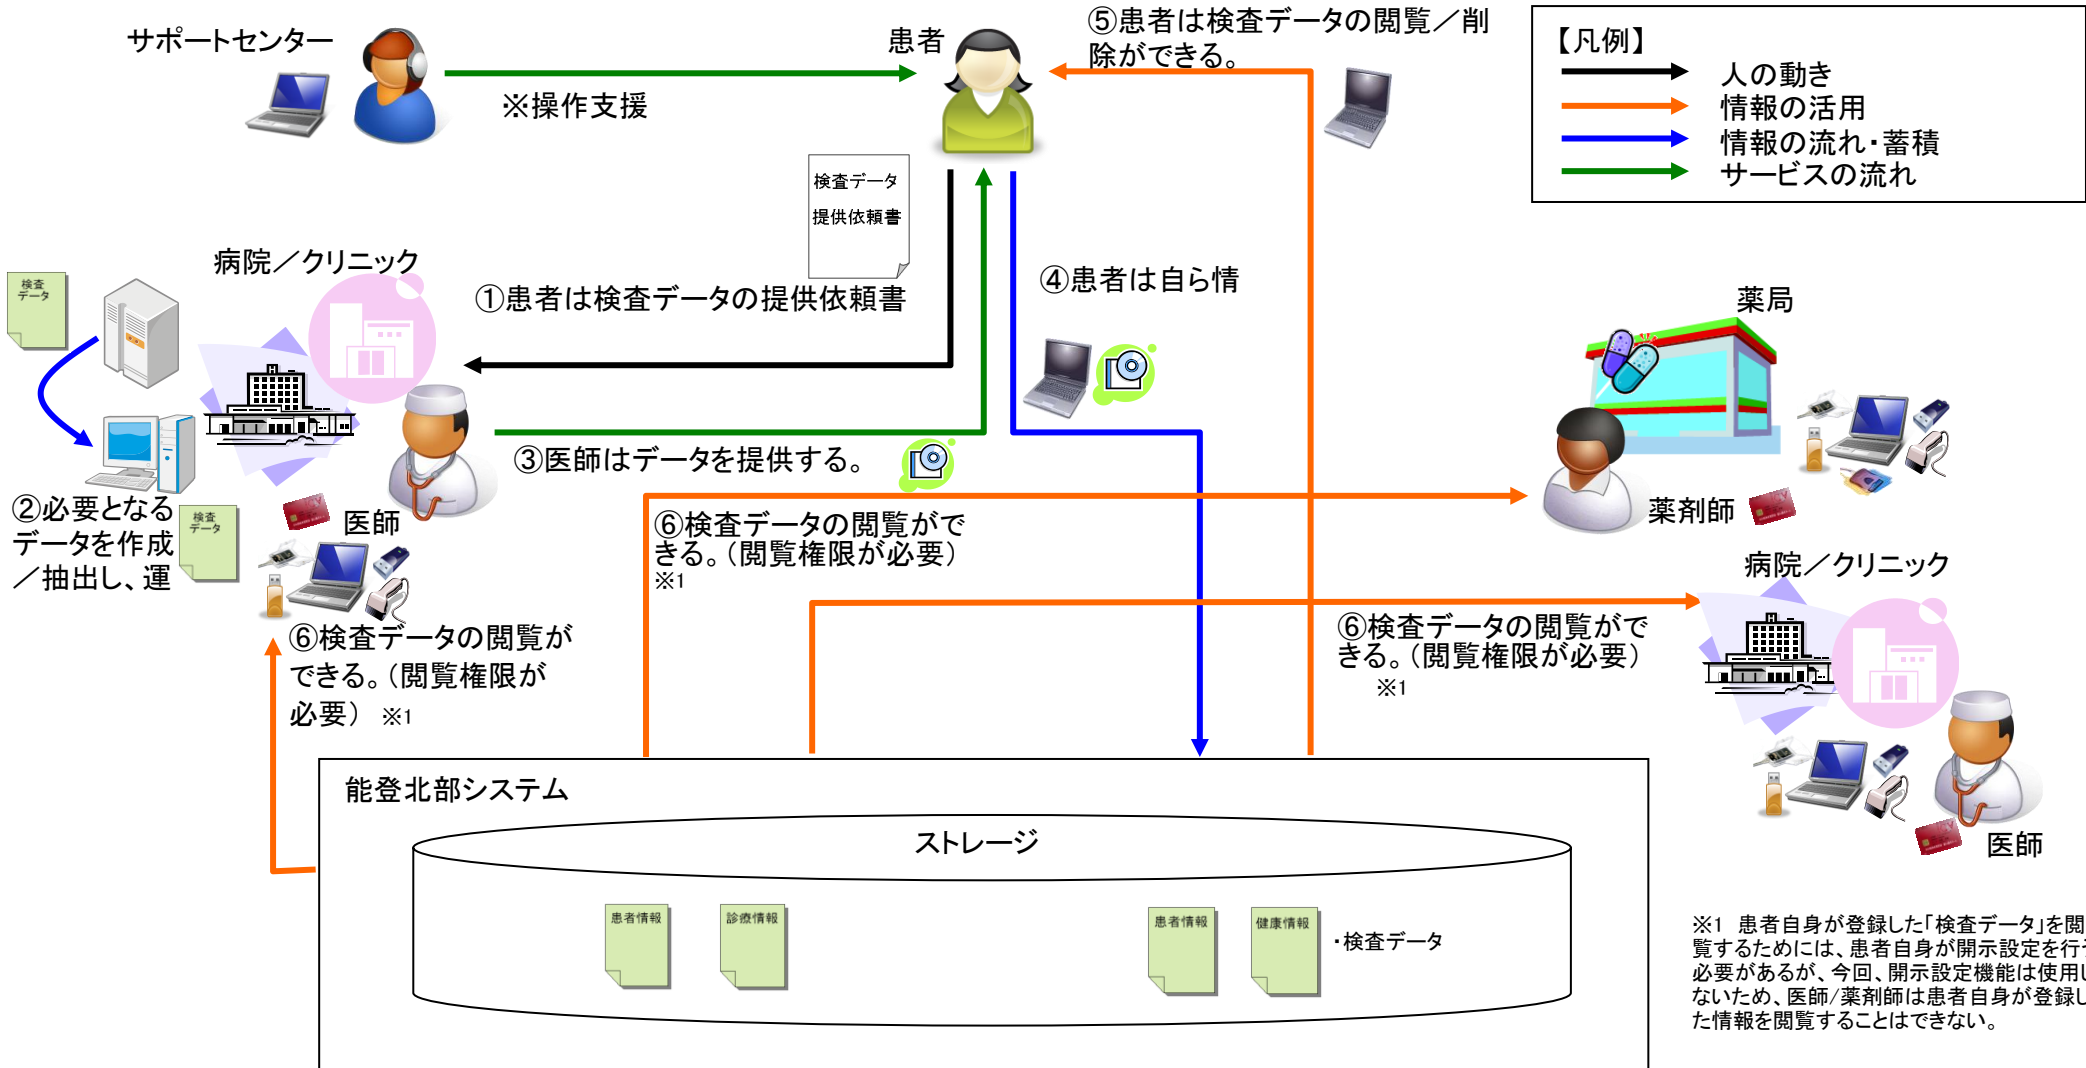 サポートセンター
患者
⑤患者は検査データの閲覧／削
除ができる。
【凡例】
人の動き
情報の活用
情報の流れ・蓄積
サービスの流れ
※操作支援
検査データ
提供依頼書
病院／クリニック
検査
データ
①患者は検査データの提供依頼書
④患者は自ら情
薬局
③医師はデータを提供する。
②必要となる
データを作成
／抽出し、運
検査
データ
医師
⑥検査データの閲覧がで
きる。（閲覧権限が必要）
※1
薬剤師
病院／クリニック
⑥検査データの閲覧が
できる。（閲覧権限が
必要） ※1
⑥検査データの閲覧がで
きる。（閲覧権限が必要）
※1
医師
能登北部システム
ストレージ
患者情報
診療情報
患者情報
健康情報
・検査データ
※1 患者自身が登録した「検査データ」を閲
覧するためには、患者自身が開示設定を行う
必要があるが、今回、開示設定機能は使用し
ないため、医師/薬剤師は患者自身が登録し
た情報を閲覧することはできない。